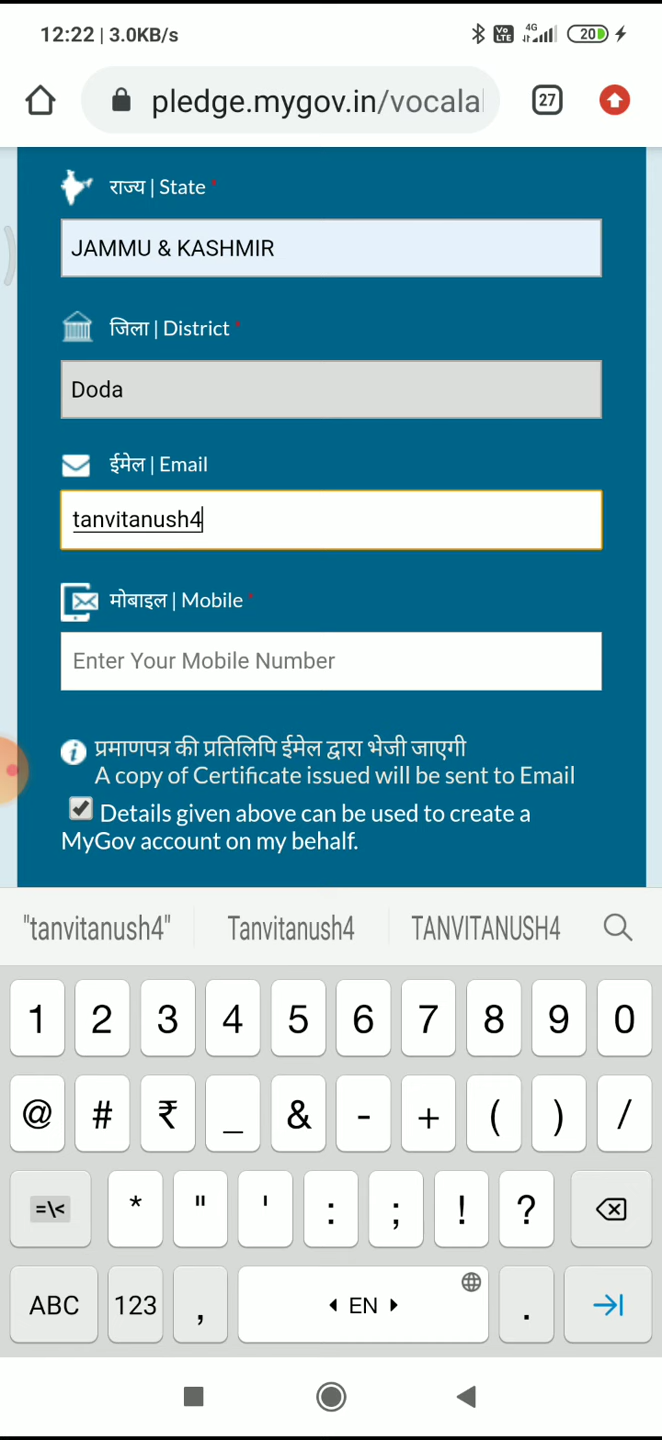 12:22 | 3.0KB/s
4G
Vo LTE
20
pledge.mygov.in/vocala
27
राज्य | State *
JAMMU & KASHMIR
जिला | District *
Doda
ईमेल | Email
tanvitanush4
मोबाइल | Mobile *
Enter Your Mobile Number
प्रमाणपत्र की प्रतिलिपि ईमेल द्वारा भेजी जाएगी
A copy of Certificate issued will be sent to Email
Details given above can be used to create a
MyGov account on my behalf.
"tanvitanush4" Tanvitanush4 TANVITANUSH4
1 2 3 4 5 6 7 8 9 0
@ # ₹ _ & - + ( ) /
=\< * " ' : ; ! ?
ABC 123 , EN .